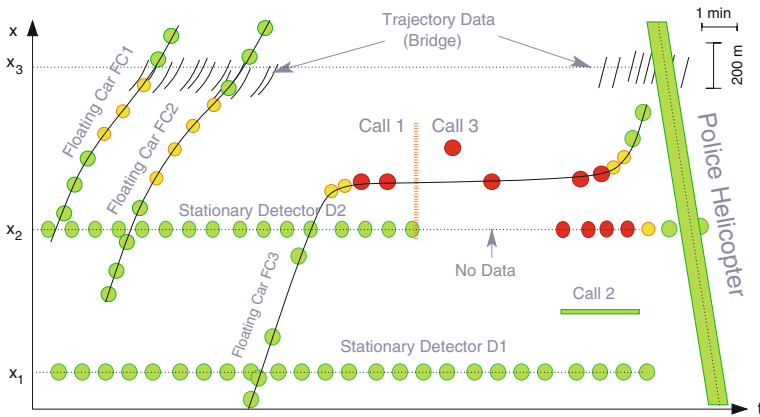 x
Trajectory Data
(Bridge)
1 min
200 m
x3
Floating Car FC1
Floating Car FC2
Call 1
Call 3
Police Helicopter
Stationary Detector D2
x2
No Data
Floating Car FC3
Call 2
Stationary Detector D1
x1
t